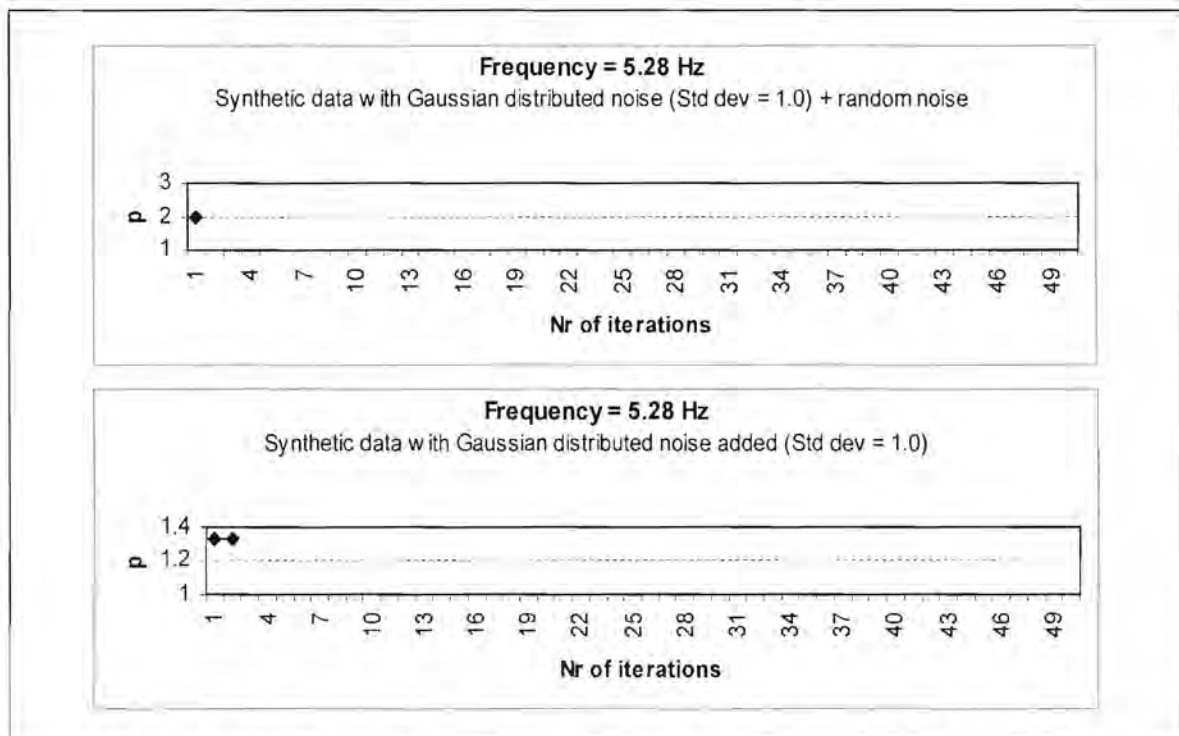 Frequency = 5.28 Hz
Synthetic data with Gaussian distributed noise (Std dev = 1.0) + random noise
3
2
1
p
1 4 7 10 13 16 19 22 25 28 31 34 37 40 43 46 49
Nr of iterations
Frequency = 5.28 Hz
Synthetic data with Gaussian distributed noise added (Std dev = 1.0)
1.4
1.2
1
p
1 4 7 10 13 16 19 22 25 28 31 34 37 40 43 46 49
Nr of iterations